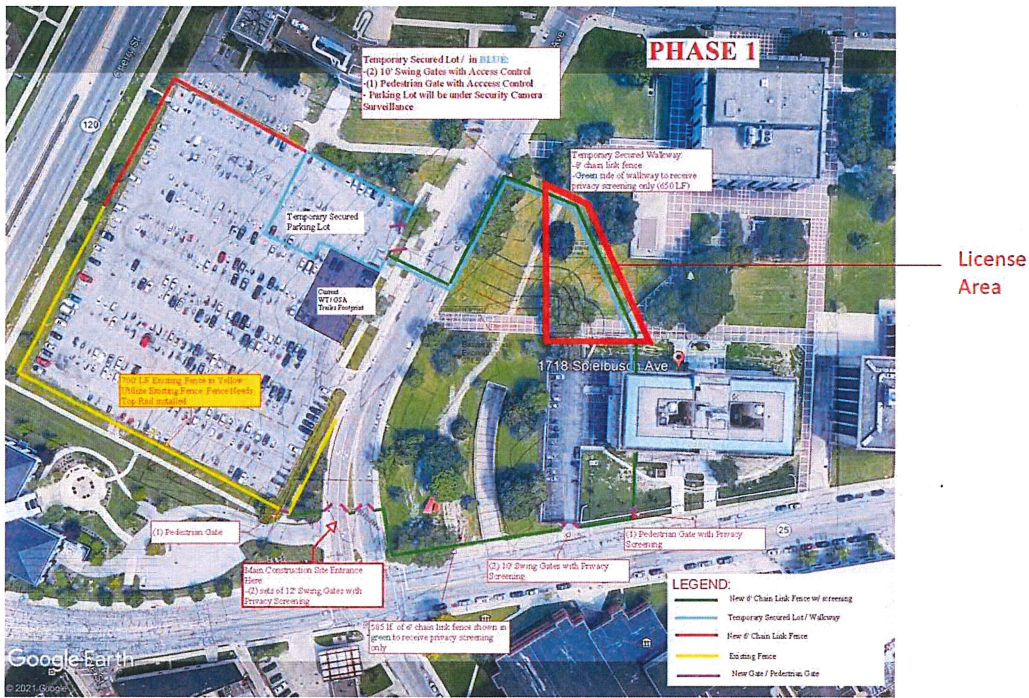 PHASE 1
Temporary Secured Lot / in BLUE:
-(2) 10' Swing Gates with Access Control
-(1) Pedestrian Gate with Acccess Control
- Parking Lot will be under Security Camera
Surveillance
120
Temporary Secured Walkway:
chain link fence
-Green side of walkway to receive
privacy screening only (650 LF)
Temporary Secured
Parking Lot
License
Area
Current
WT/GSA
Trailer Footprint
1718 Spielbusch Ave
700 LF Existing Fence in Yellow
Utilize Existing Fence. Fence Needs
Top Rail installed
(1) Pedestrian Gate
25
(1) Pedestrian Gate with Privacy
Screening
(2) 10' Swing Gates with Privacy
Screening
Main Construction Site Entrance
Here
-(2) sets of 12' Swing Gates with
Privacy Screening
585 lf of 6' chain link fence shown in
green to receive privacy screening
only
LEGEND:
New 6' Chain Link Fence w/ screening
Temporary Secured Lot / Walkway
New 6' Chain Link Fence
Existing Fence
New Gate / Pedestrian Gate
Google Earth
© 2021 Google